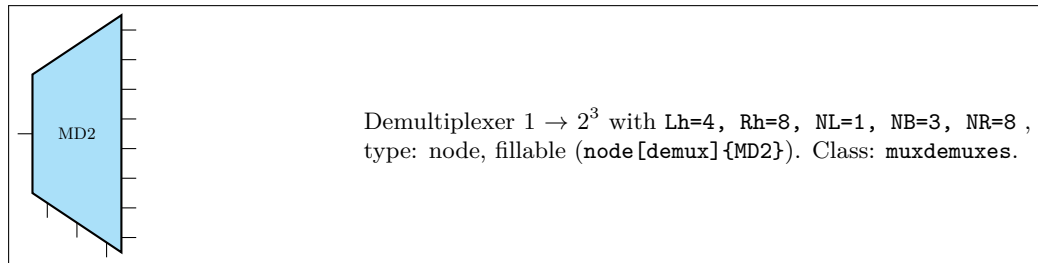 MD2
Demultiplexer 1 → 2³ with Lh=4, Rh=8, NL=1, NB=3, NR=8 ,
type: node, fillable (node[demux]{MD2}). Class: muxdemuxes.